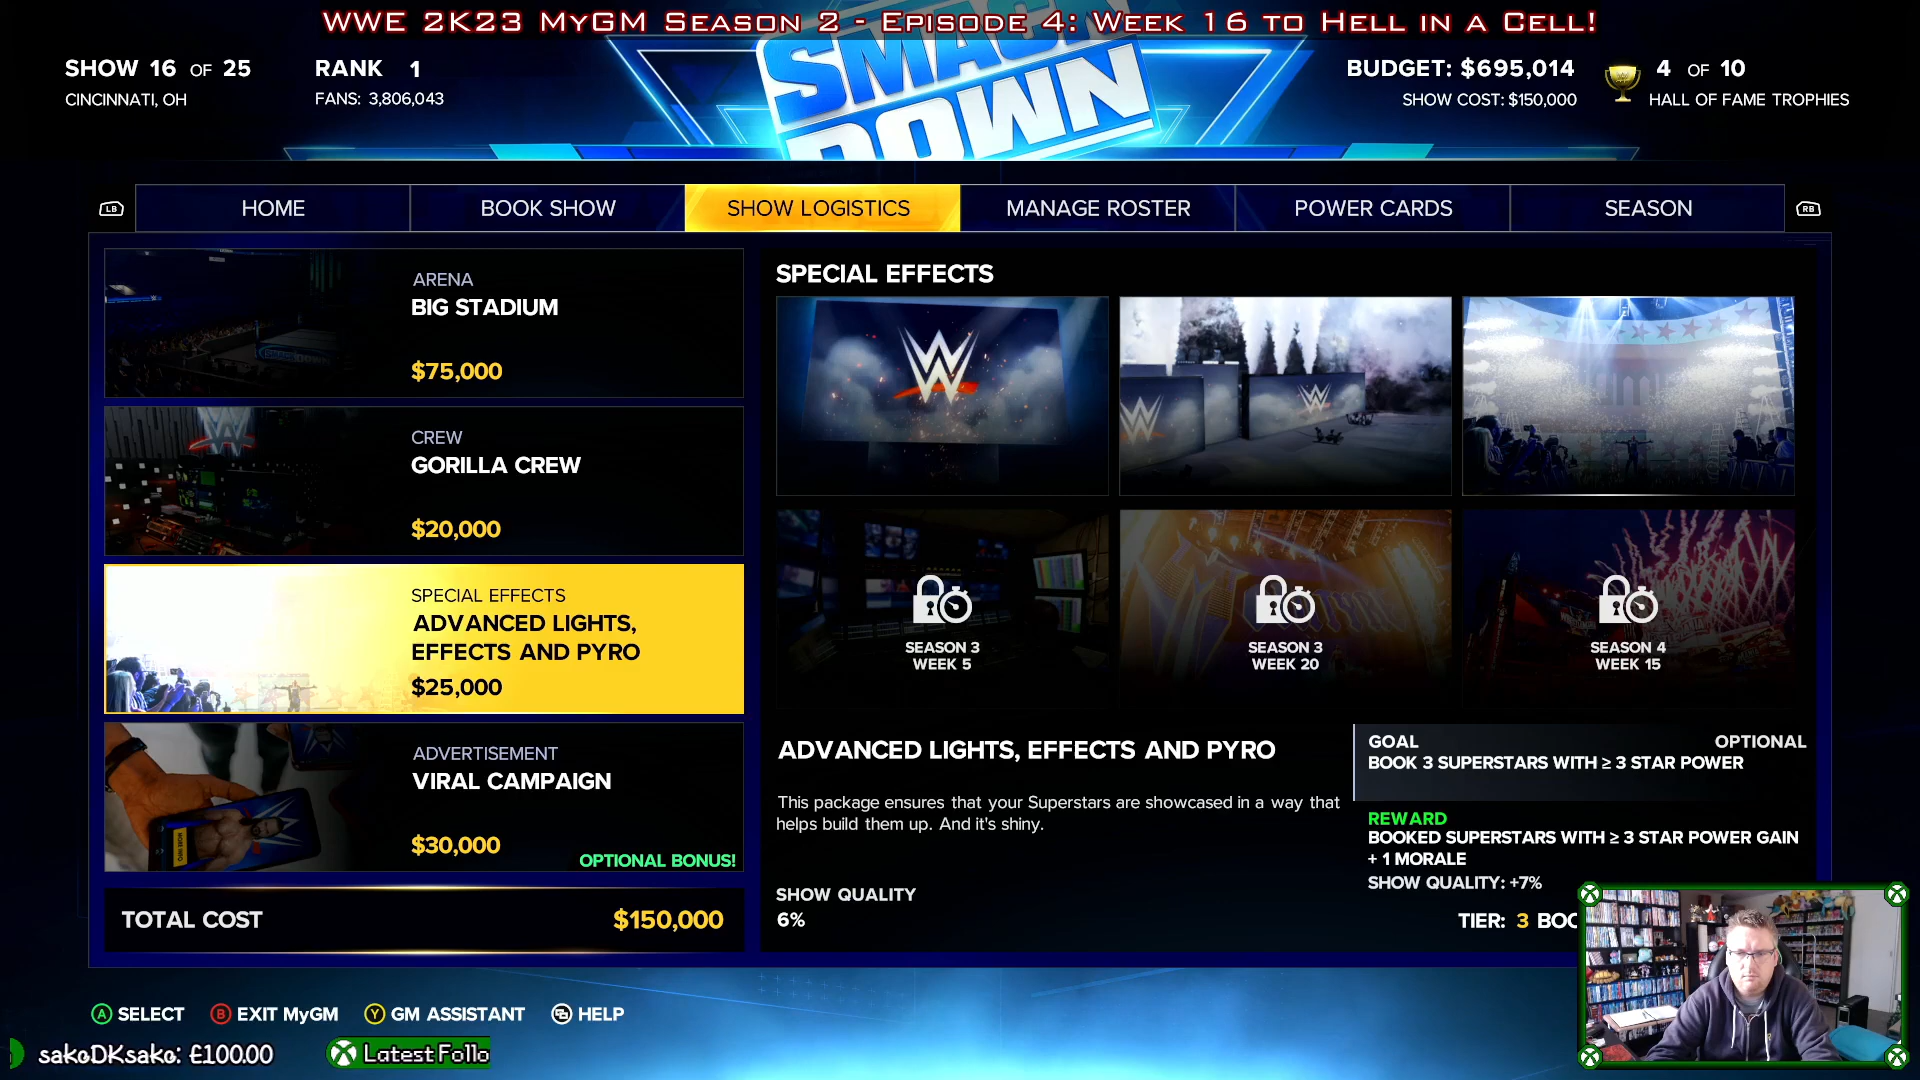 WWE 2K23 MyGM Season 2 - Episode 4: Week 16 to Hell in a Cell!
SHOW 16 OF 25
CINCINNATI, OH
RANK 1
FANS: 3,806,043
SMACK
DOWN
BUDGET: $695,014
SHOW COST: $150,000
4 OF 10
HALL OF FAME TROPHIES
LB
HOME
BOOK SHOW
SHOW LOGISTICS
MANAGE ROSTER
POWER CARDS
SEASON
RB
ARENA
BIG STADIUM
$75,000
CREW
GORILLA CREW
$20,000
SPECIAL EFFECTS
ADVANCED LIGHTS,
EFFECTS AND PYRO
$25,000
ADVERTISEMENT
VIRAL CAMPAIGN
$30,000
OPTIONAL BONUS!
TOTAL COST
$150,000
SPECIAL EFFECTS
SEASON 3
WEEK 5
SEASON 3
WEEK 20
SEASON 4
WEEK 15
ADVANCED LIGHTS, EFFECTS AND PYRO
This package ensures that your Superstars are showcased in a way that
helps build them up. And it's shiny.
SHOW QUALITY
6%
GOAL
OPTIONAL
BOOK 3 SUPERSTARS WITH ≥ 3 STAR POWER
REWARD
BOOKED SUPERSTARS WITH ≥ 3 STAR POWER GAIN
+ 1 MORALE
SHOW QUALITY: +7%
TIER: 3 BOO
A SELECT
B EXIT MyGM
Y GM ASSISTANT
HELP
sakoDKsako: £100.00
Latest Follo